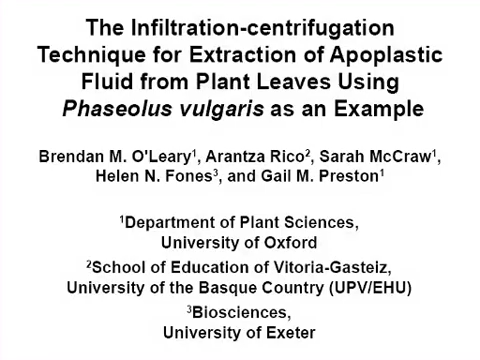 The Infiltration-centrifugation
Technique for Extraction of Apoplastic
Fluid from Plant Leaves Using
Phaseolus vulgaris as an Example
Brendan M. O'Leary¹, Arantza Rico², Sarah McCraw¹,
Helen N. Fones³, and Gail M. Preston¹
¹Department of Plant Sciences,
University of Oxford
²School of Education of Vitoria-Gasteiz,
University of the Basque Country (UPV/EHU)
³Biosciences,
University of Exeter